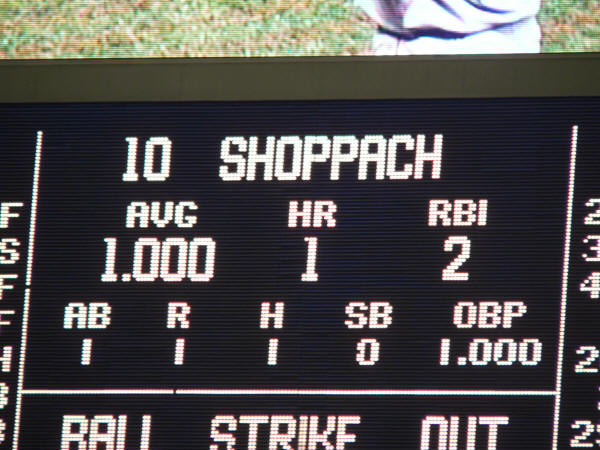 10 SHOPPACH
AVG HR RBI
1.000 1 2
AB R H SB OBP
1 1 1 0 1.000
BALL STRIKE OUT